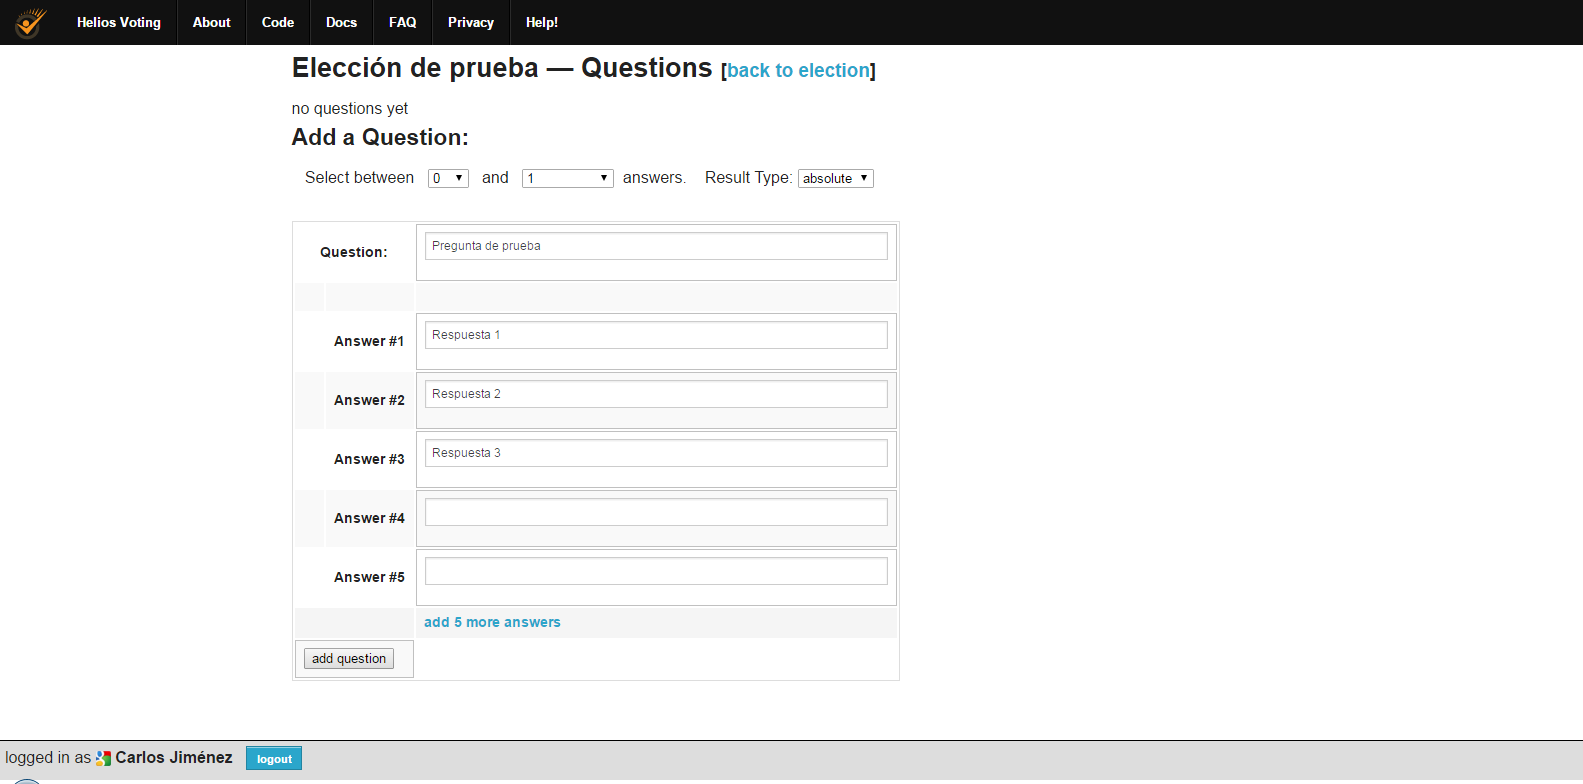 Helios Voting About Code Docs FAQ Privacy Help!
Elección de prueba — Questions [back to election]
no questions yet
Add a Question:
Select between 0 and 1 answers. Result Type: absolute
Question: Pregunta de prueba
Answer #1 Respuesta 1
Answer #2 Respuesta 2
Answer #3 Respuesta 3
Answer #4
Answer #5
add 5 more answers
add question
logged in as Carlos Jiménez logout